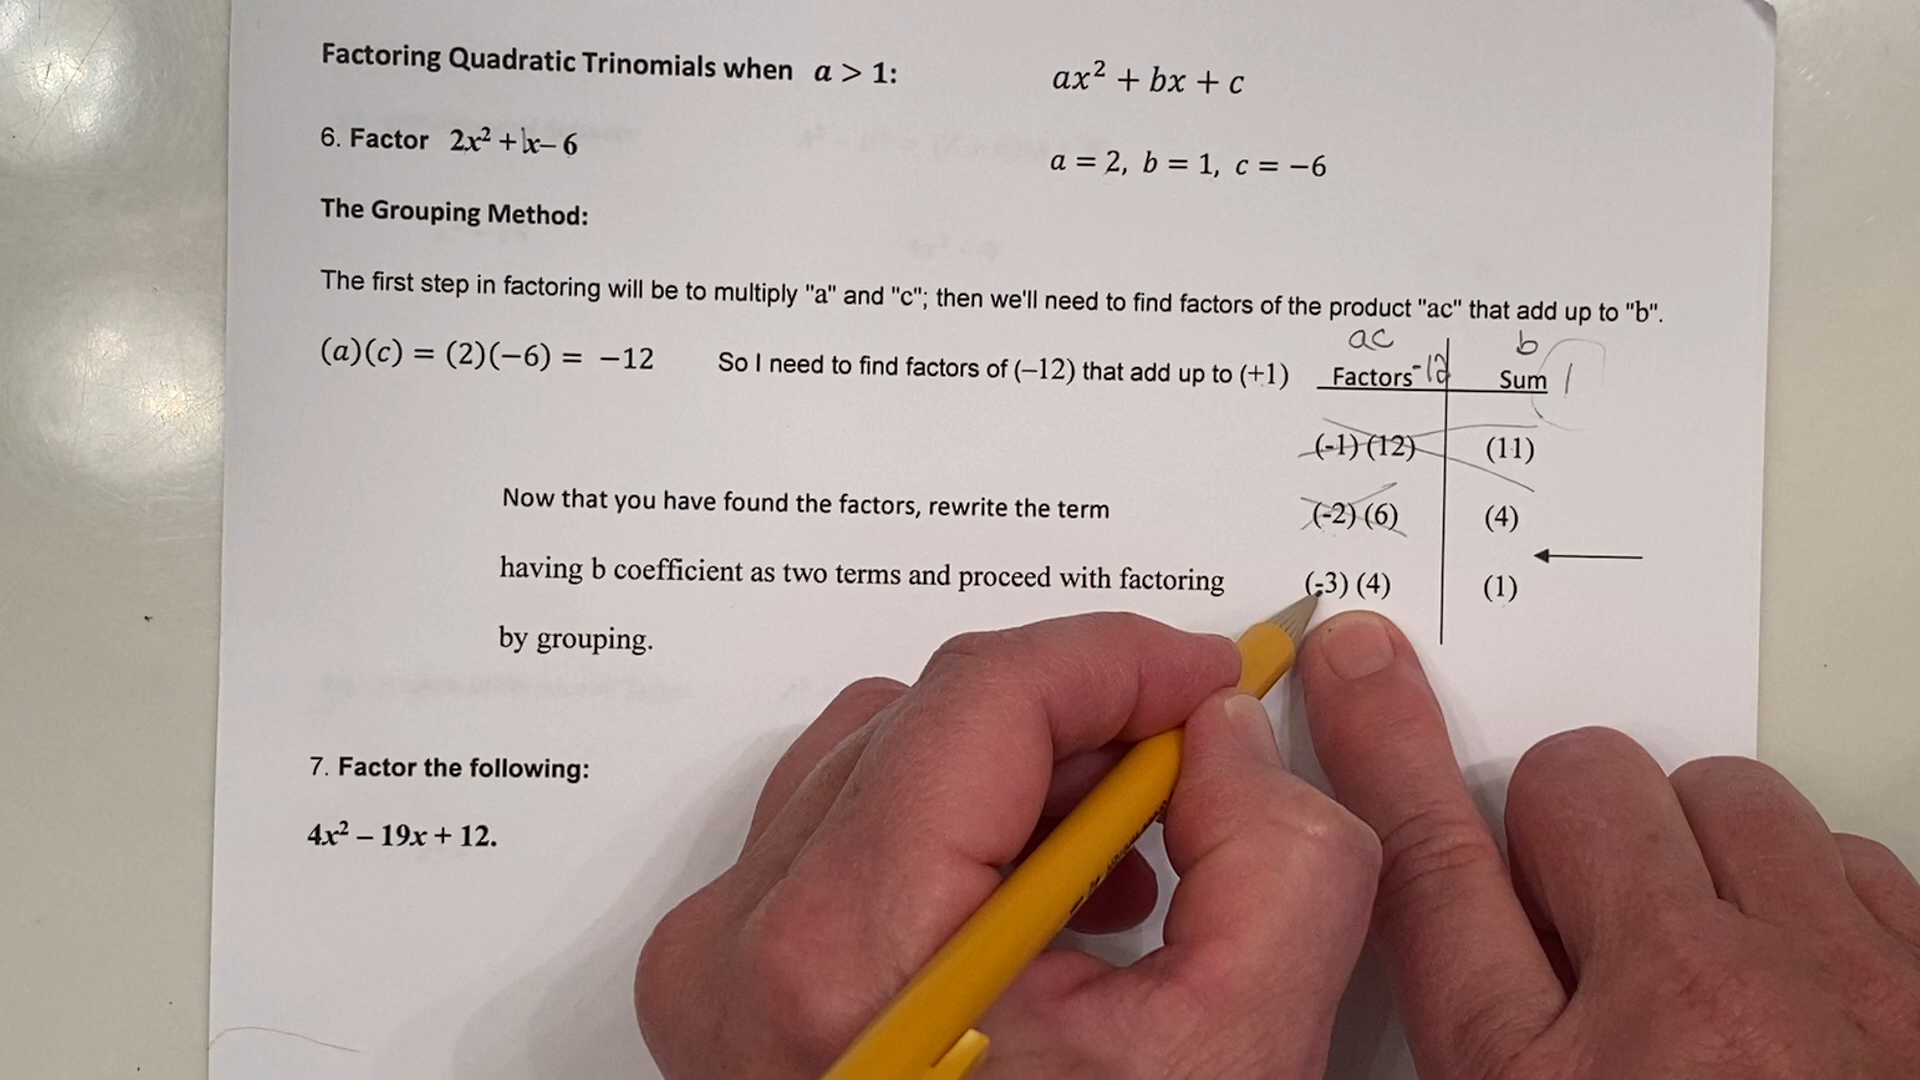 Factoring Quadratic Trinomials when a > 1: ax² + bx + c
6. Factor 2x² + 1x – 6
a = 2, b = 1, c = −6
The Grouping Method:
The first step in factoring will be to multiply "a" and "c"; then we'll need to find factors of the product "ac" that add up to "b".
ac b
(a)(c) = (2)(−6) = −12 So I need to find factors of (−12) that add up to (+1) Factors -12 Sum 1
(-1) (12) (11)
Now that you have found the factors, rewrite the term (-2) (6) (4)
having b coefficient as two terms and proceed with factoring (-3) (4) (1)
by grouping.
7. Factor the following:
4x² – 19x + 12.